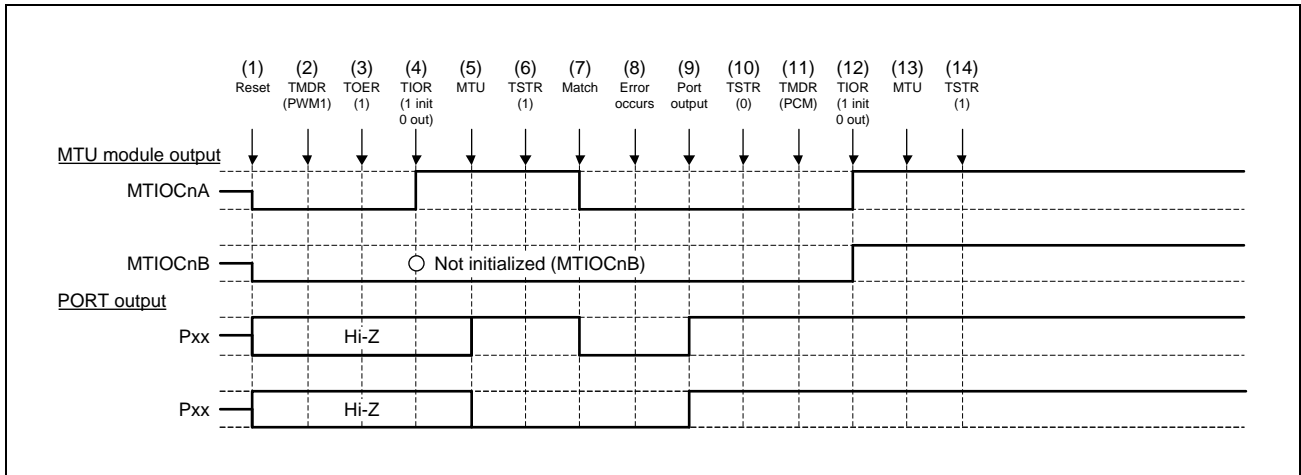 (1) (2) (3) (4) (5) (6) (7) (8) (9) (10) (11) (12) (13) (14)
Reset TMDR TOER TIOR MTU TSTR Match Error Port TSTR TMDR TIOR MTU TSTR
(PWM1) (1) (1 init (1) occurs output (0) (PCM) (1 init (1)
0 out) 0 out)
MTU module output
MTIOCnA
MTIOCnB Not initialized (MTIOCnB)
PORT output
Pxx Hi-Z
Pxx Hi-Z